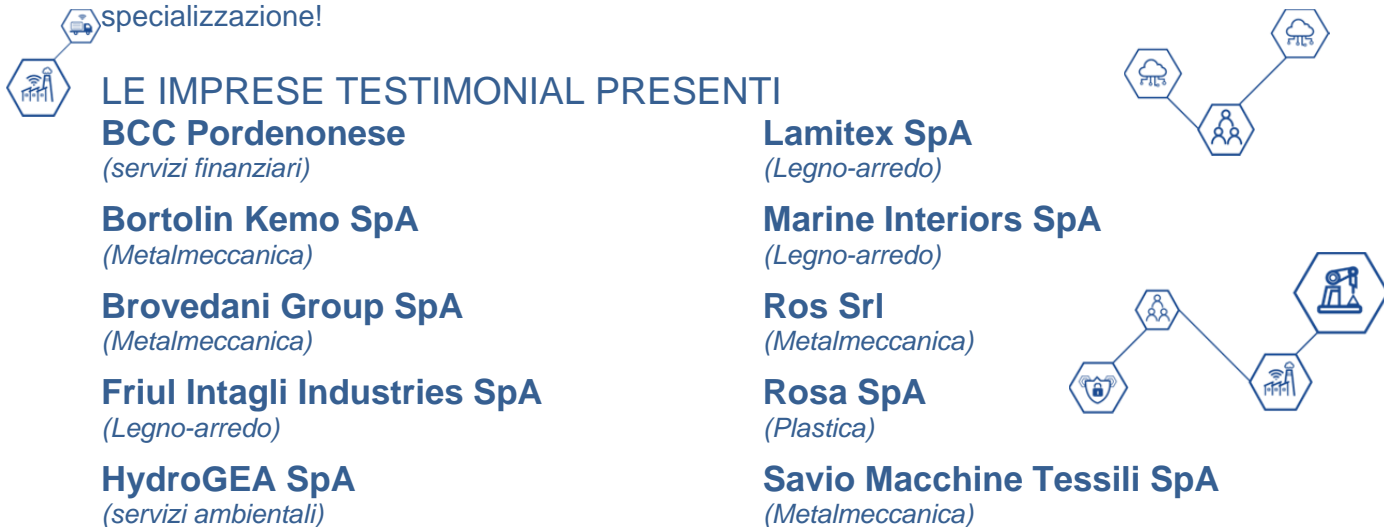 specializzazione!
LE IMPRESE TESTIMONIAL PRESENTI
BCC Pordenonese
(servizi finanziari)
Bortolin Kemo SpA
(Metalmeccanica)
Brovedani Group SpA
(Metalmeccanica)
Friul Intagli Industries SpA
(Legno-arredo)
HydroGEA SpA
(servizi ambientali)
Lamitex SpA
(Legno-arredo)
Marine Interiors SpA
(Legno-arredo)
Ros Srl
(Metalmeccanica)
Rosa SpA
(Plastica)
Savio Macchine Tessili SpA
(Metalmeccanica)